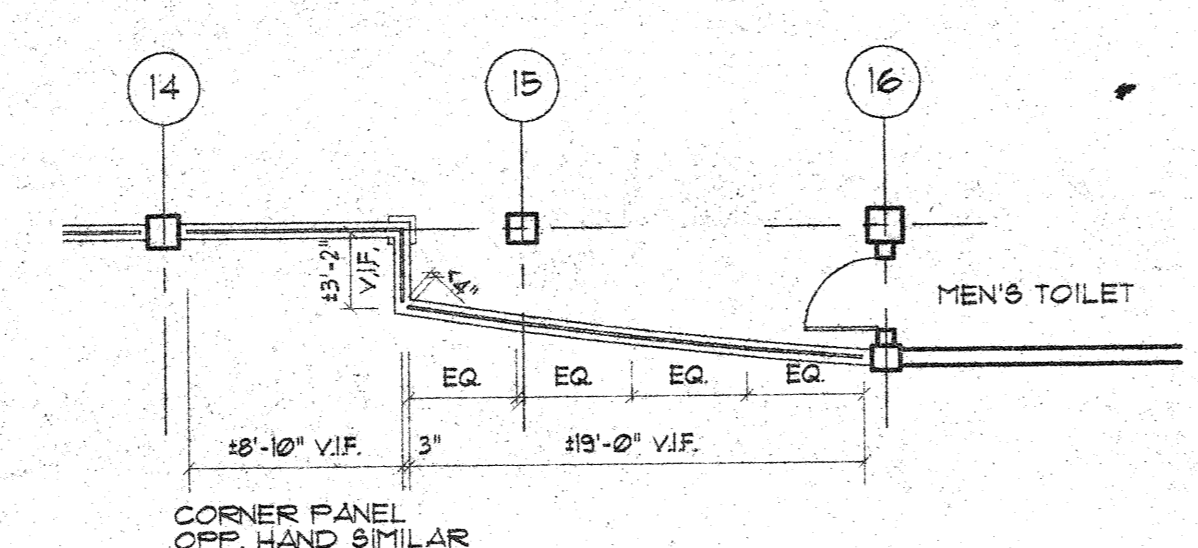 14
15
16
±3'-2"
V.I.F.
MEN'S TOILET
EQ. EQ. EQ. EQ.
±8'-10" V.I.F. 3" ±19'-0" V.I.F.
CORNER PANEL
OPP. HAND SIMILAR